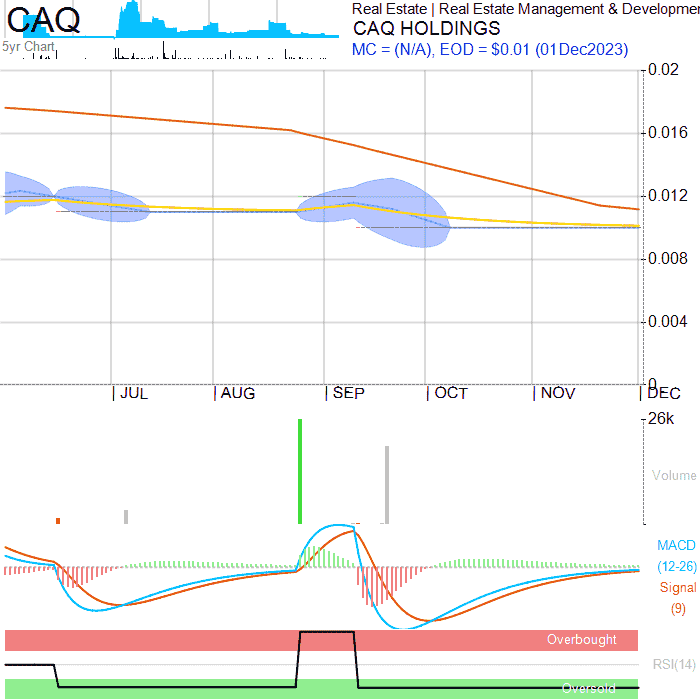 CAQ
Real Estate | Real Estate Management & Developmen
CAQ HOLDINGS
5yr Chart
MC = (N/A), EOD = $0.01 (01Dec2023)
0.02
0.016
0.012
0.008
0.004
0
JUL AUG SEP OCT NOV DEC
26k
Volume
MACD
(12-26)
Signal
(9)
Overbought
RSI(14)
Oversold